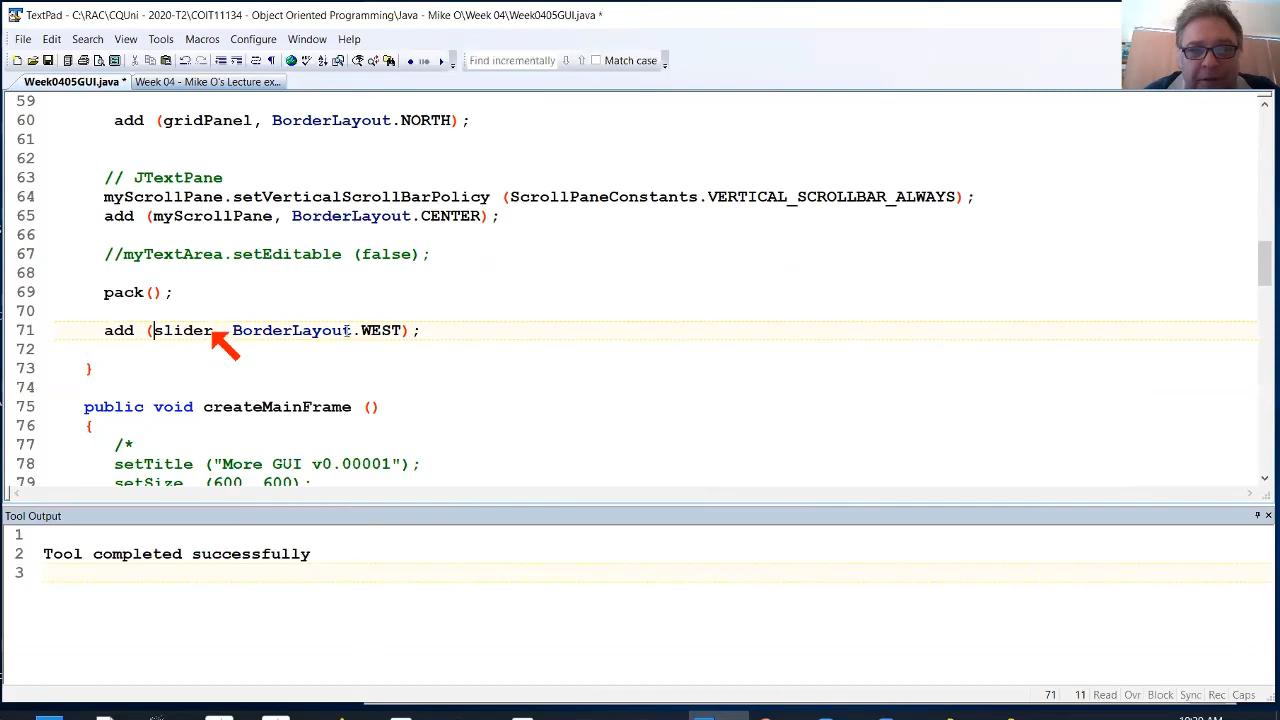 TextPad - C:\RAC\CQUni - 2020-T2\COIT11134 - Object Oriented Programming\Java - Mike O\Week 04\Week0405GUI.java *
File Edit Search View Tools Macros Configure Window Help
Find incrementally Match case
Week0405GUI.java * Week 04 - Mike O's Lecture ex...
59
60 add (gridPanel, BorderLayout.NORTH);
61
62
63 // JTextPane
64 myScrollPane.setVerticalScrollBarPolicy (ScrollPaneConstants.VERTICAL_SCROLLBAR_ALWAYS);
65 add (myScrollPane, BorderLayout.CENTER);
66
67 //myTextArea.setEditable (false);
68
69 pack();
70
71 add (slider, BorderLayout.WEST);
72
73 }
74
75 public void createMainFrame ()
76 {
77 /*
78 setTitle ("More GUI v0.00001");
79 setSize (600, 600);
Tool Output
1
2 Tool completed successfully
3
71 11 Read Ovr Block Sync Rec Caps